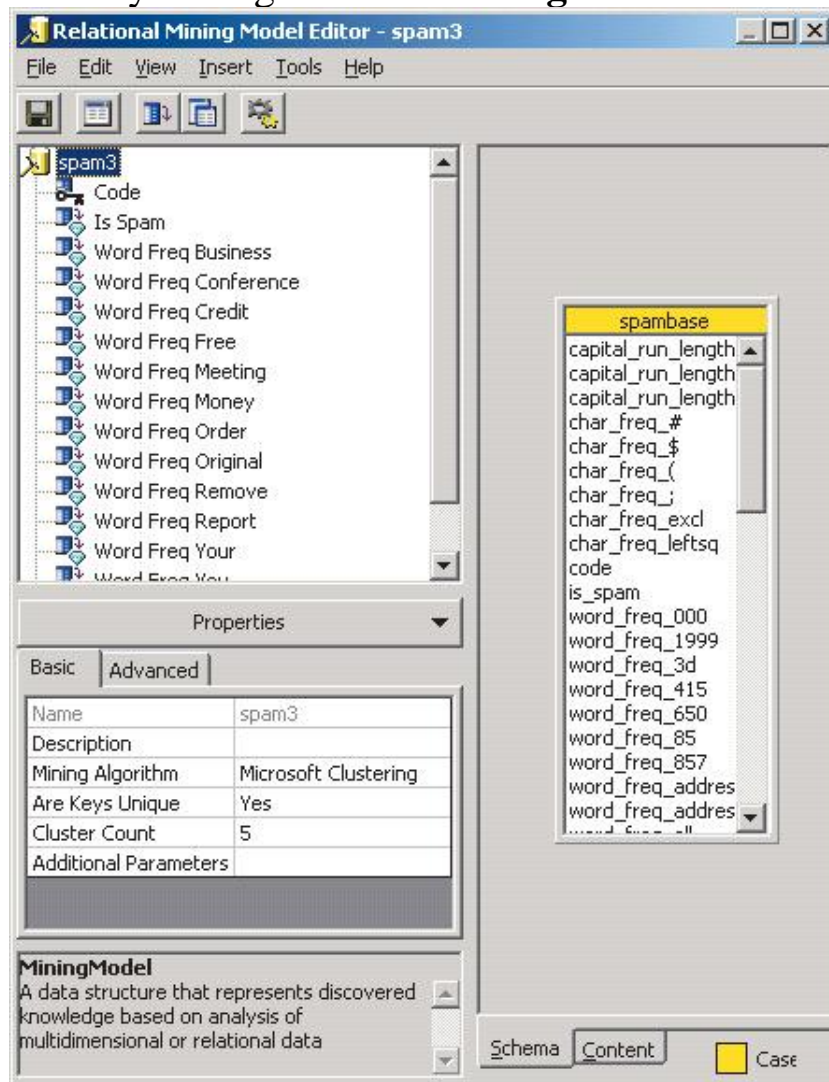 Relational Mining Model Editor - spam3
File Edit View Insert Tools Help
spam3
Code
Is Spam
Word Freq Business
Word Freq Conference
Word Freq Credit
Word Freq Free
Word Freq Meeting
Word Freq Money
Word Freq Order
Word Freq Original
Word Freq Remove
Word Freq Report
Word Freq Your
Word Freq You
Properties
Basic Advanced
Name spam3
Description
Mining Algorithm Microsoft Clustering
Are Keys Unique Yes
Cluster Count 5
Additional Parameters
MiningModel
A data structure that represents discovered
knowledge based on analysis of
multidimensional or relational data
spambase
capital_run_length
capital_run_length
capital_run_length
char_freq_#
char_freq_$
char_freq_(
char_freq_;
char_freq_excl
char_freq_leftsq
code
is_spam
word_freq_000
word_freq_1999
word_freq_3d
word_freq_415
word_freq_650
word_freq_85
word_freq_857
word_freq_addres
word_freq_addres
Schema Content Case